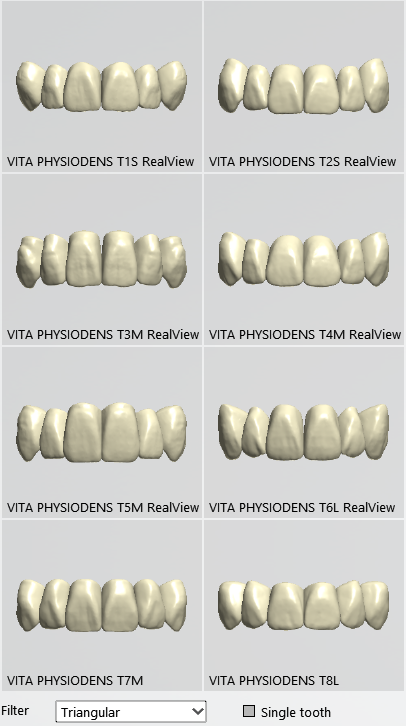 VITA PHYSIODENS T1S RealView
VITA PHYSIODENS T2S RealView
VITA PHYSIODENS T3M RealView
VITA PHYSIODENS T4M RealView
VITA PHYSIODENS T5M RealView
VITA PHYSIODENS T6L RealView
VITA PHYSIODENS T7M
VITA PHYSIODENS T8L
Filter
Triangular
Single tooth